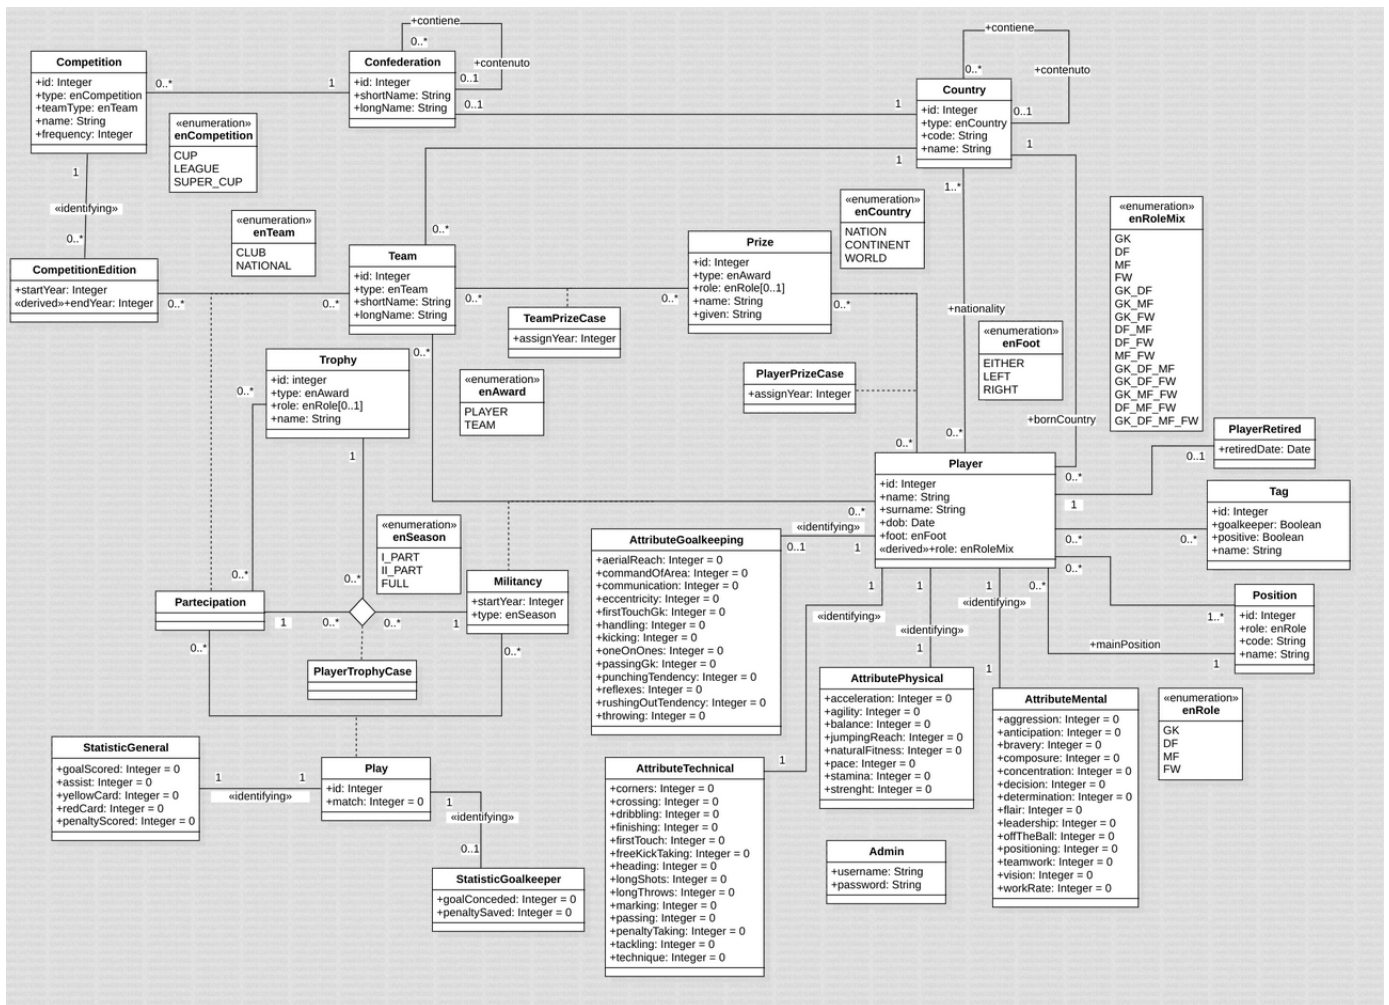 +contiene
0..*
+contenuto
0..1
Competition
+id: Integer
+type: enCompetition
+teamType: enTeam
+name: String
+frequency: Integer
0..*
1
Confederation
+id: Integer
+shortName: String
+longName: String
0..1
1
+contiene
0..*
+contenuto
0..1
Country
+id: Integer
+type: enCountry
+code: String
+name: String
1
1
1..*
«enumeration»
enCompetition
CUP
LEAGUE
SUPER_CUP
1
«identifying»
0..*
«enumeration»
enTeam
CLUB
NATIONAL
0..*
«enumeration»
enCountry
NATION
CONTINENT
WORLD
«enumeration»
enRoleMix
GK
DF
MF
FW
GK_DF
GK_MF
GK_FW
DF_MF
DF_FW
MF_FW
GK_DF_MF
GK_DF_FW
GK_MF_FW
DF_MF_FW
GK_DF_MF_FW
CompetitionEdition
+startYear: Integer
«derived»+endYear: Integer
0..*
0..*
Team
+id: Integer
+type: enTeam
+shortName: String
+longName: String
0..*
0..*
Prize
+id: Integer
+type: enAward
+role: enRole[0..1]
+name: String
+given: String
0..*
TeamPrizeCase
+assignYear: Integer
+nationality
«enumeration»
enFoot
EITHER
LEFT
RIGHT
0..*
Trophy
+id: integer
+type: enAward
+role: enRole[0..1]
+name: String
0..*
«enumeration»
enAward
PLAYER
TEAM
PlayerPrizeCase
+assignYear: Integer
+bornCountry
0..*
0..*
1
PlayerRetired
+retiredDate: Date
0..1
Player
+id: Integer
+name: String
+surname: String
+dob: Date
+foot: enFoot
«derived»+role: enRoleMix
0..*
1
0..*
«identifying»
0..1
1
0..*
0..*
0..*
Tag
+id: Integer
+goalkeeper: Boolean
+positive: Boolean
+name: String
«enumeration»
enSeason
I_PART
II_PART
FULL
AttributeGoalkeeping
+aerialReach: Integer = 0
+commandOfArea: Integer = 0
+communication: Integer = 0
+eccentricity: Integer = 0
+firstTouchGk: Integer = 0
+handling: Integer = 0
+kicking: Integer = 0
+oneOnOnes: Integer = 0
+passingGk: Integer = 0
+punchingTendency: Integer = 0
+reflexes: Integer = 0
+rushingOutTendency: Integer = 0
+throwing: Integer = 0
0..*
0..*
Militancy
+startYear: Integer
+type: enSeason
Partecipation
1
0..*
0..*
1
0..*
0..*
PlayerTrophyCase
1
«identifying»
1
«identifying»
1
1
«identifying»
1
0..*
1..*
+mainPosition
1
Position
+id: Integer
+role: enRole
+code: String
+name: String
AttributePhysical
+acceleration: Integer = 0
+agility: Integer = 0
+balance: Integer = 0
+jumpingReach: Integer = 0
+naturalFitness: Integer = 0
+pace: Integer = 0
+stamina: Integer = 0
+strenght: Integer = 0
AttributeMental
+aggression: Integer = 0
+anticipation: Integer = 0
+bravery: Integer = 0
+composure: Integer = 0
+concentration: Integer = 0
+decision: Integer = 0
+determination: Integer = 0
+flair: Integer = 0
+leadership: Integer = 0
+offTheBall: Integer = 0
+positioning: Integer = 0
+teamwork: Integer = 0
+vision: Integer = 0
+workRate: Integer = 0
«enumeration»
enRole
GK
DF
MF
FW
StatisticGeneral
+goalScored: Integer = 0
+assist: Integer = 0
+yellowCard: Integer = 0
+redCard: Integer = 0
+penaltyScored: Integer = 0
1
1
«identifying»
Play
+id: Integer
+match: Integer = 0
1
«identifying»
0..1
StatisticGoalkeeper
+goalConceded: Integer = 0
+penaltySaved: Integer = 0
AttributeTechnical
+corners: Integer = 0
+crossing: Integer = 0
+dribbling: Integer = 0
+finishing: Integer = 0
+firstTouch: Integer = 0
+freeKickTaking: Integer = 0
+heading: Integer = 0
+longShots: Integer = 0
+longThrows: Integer = 0
+marking: Integer = 0
+passing: Integer = 0
+penaltyTaking: Integer = 0
+tackling: Integer = 0
+technique: Integer = 0
1
Admin
+username: String
+password: String